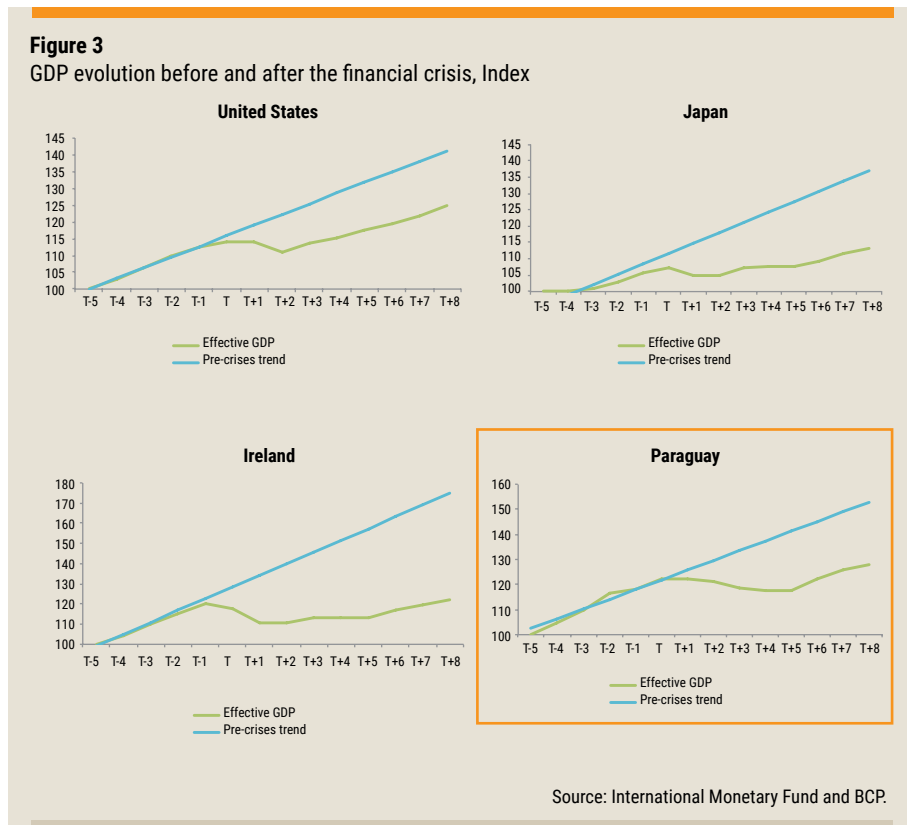 Figure 3
GDP evolution before and after the financial crisis, Index
United States
145
140
135
130
125
120
115
110
105
100
T-5 T-4 T-3 T-2 T-1 T T+1 T+2 T+3 T+4 T+5 T+6 T+7 T+8
Effective GDP
Pre-crises trend
Japan
145
140
135
130
125
120
115
110
105
100
T-5 T-4 T-3 T-2 T-1 T T+1 T+2 T+3 T+4 T+5 T+6 T+7 T+8
Effective GDP
Pre-crises trend
Ireland
180
170
160
150
140
130
120
110
100
T-5 T-4 T-3 T-2 T-1 T T+1 T+2 T+3 T+4 T+5 T+6 T+7 T+8
Effective GDP
Pre-crises trend
Paraguay
160
150
140
130
120
110
100
T-5 T-4 T-3 T-2 T-1 T T+1 T+2 T+3 T+4 T+5 T+6 T+7 T+8
Effective GDP
Pre-crises trend
Source: International Monetary Fund and BCP.